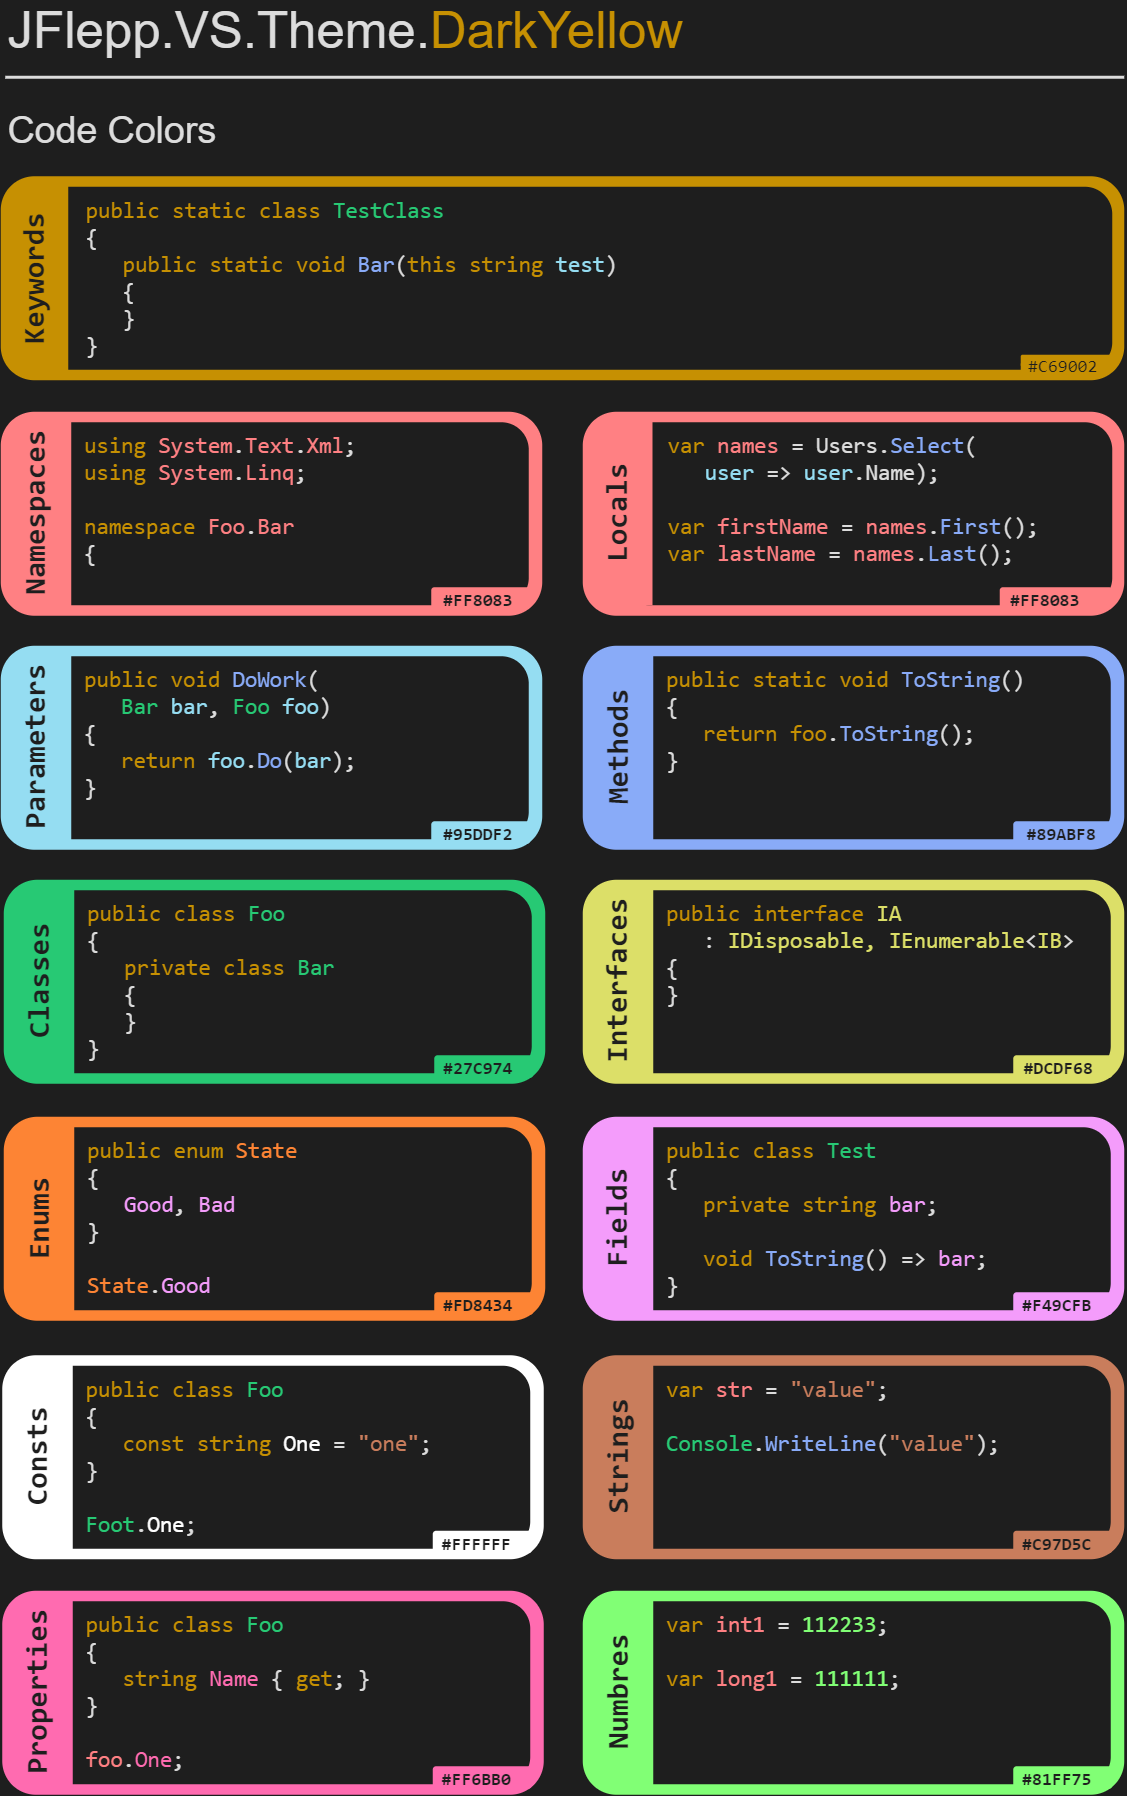 JFlepp.VS.Theme.DarkYellow
Code Colors
Keywords
public static class TestClass
{
public static void Bar(this string test)
{
}
}
#C69002
Namespaces
using System.Text.Xml;
using System.Linq;
namespace Foo.Bar
{
#FF8083
Locals
var names = Users.Select(
user => user.Name);
var firstName = names.First();
var lastName = names.Last();
#FF8083
Parameters
public void DoWork(
Bar bar, Foo foo)
{
return foo.Do(bar);
}
#95DDF2
Methods
public static void ToString()
{
return foo.ToString();
}
#89ABF8
Classes
public class Foo
{
private class Bar
{
}
}
#27C974
Interfaces
public interface IA
: IDisposable, IEnumerable<IB>
{
}
#DCDF68
Enums
public enum State
{
Good, Bad
}
State.Good
#FD8434
Fields
public class Test
{
private string bar;
void ToString() => bar;
}
#F49CFB
Consts
public class Foo
{
const string One = "one";
}
Foot.One;
#FFFFFF
Strings
var str = "value";
Console.WriteLine("value");
#C97D5C
Properties
public class Foo
{
string Name { get; }
}
foo.One;
#FF6BB0
Numbres
var int1 = 112233;
var long1 = 111111;
#81FF75